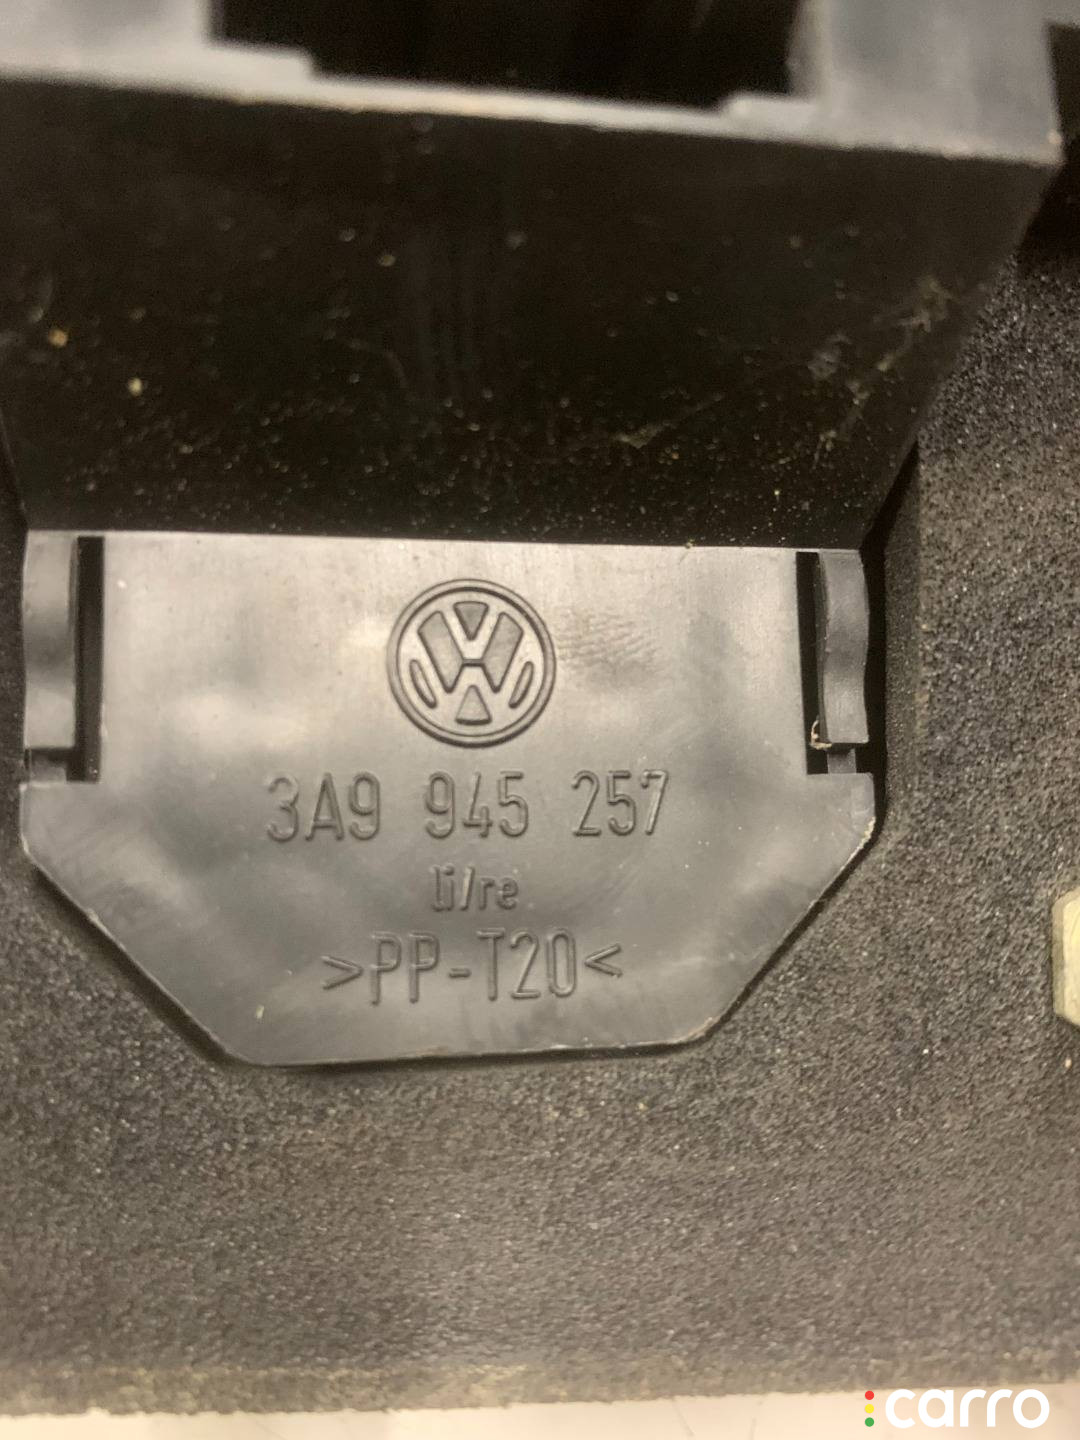 3A9 945 257
li/re
>PP-T20<
carro